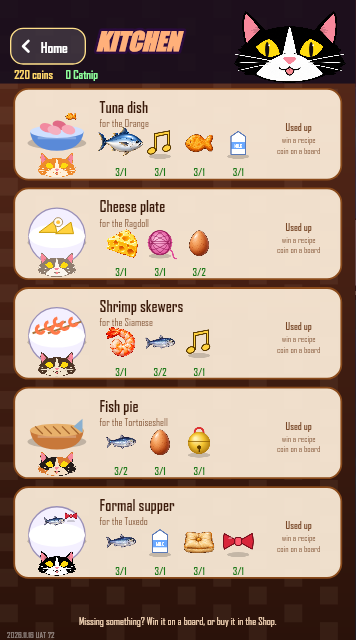 Home
KITCHEN
220 coins 0 Catnip
Tuna dish
for the Orange
MILK
3/1 3/1 3/1 3/1
Used up
win a recipe
coin on a board
Cheese plate
for the Ragdoll
3/1 3/1 3/2
Used up
win a recipe
coin on a board
Shrimp skewers
for the Siamese
3/1 3/2 3/1
Used up
win a recipe
coin on a board
Fish pie
for the Tortoiseshell
3/2 3/1 3/1
Used up
win a recipe
coin on a board
Formal supper
for the Tuxedo
MILK
3/1 3/1 3/1 3/1
Used up
win a recipe
coin on a board
Missing something? Win it on a board, or buy it in the Shop.